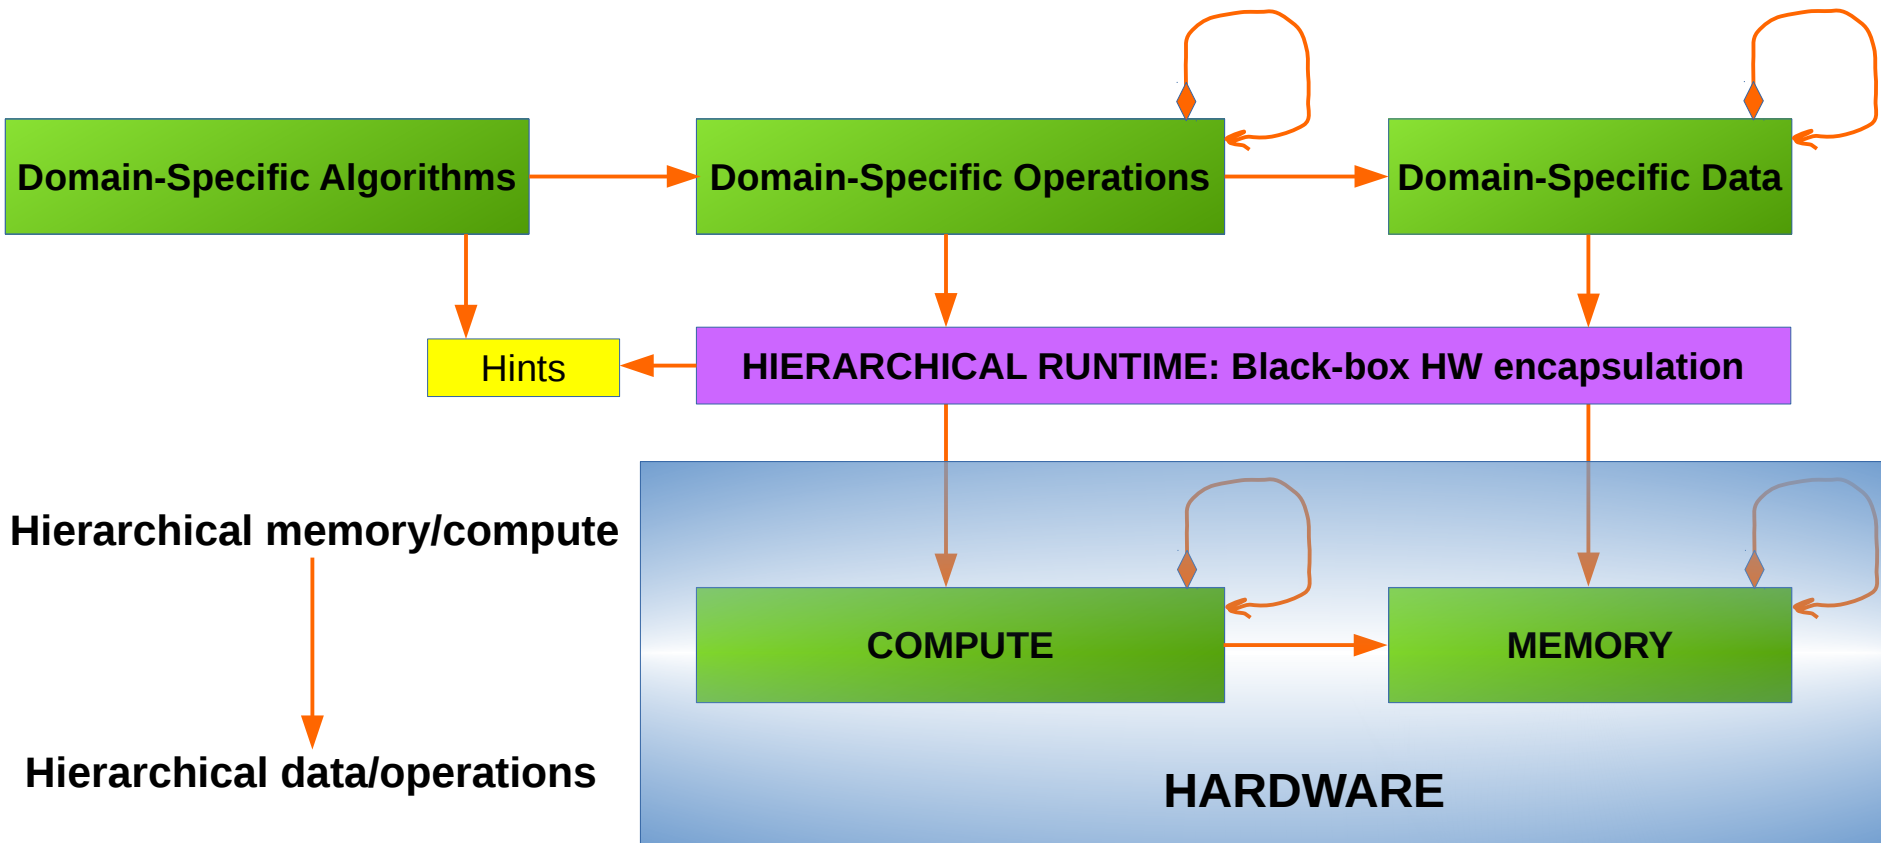 Domain-Specific Algorithms
Domain-Specific Operations
Domain-Specific Data
Hints
HIERARCHICAL RUNTIME: Black-box HW encapsulation
Hierarchical memory/compute
COMPUTE
MEMORY
Hierarchical data/operations
HARDWARE